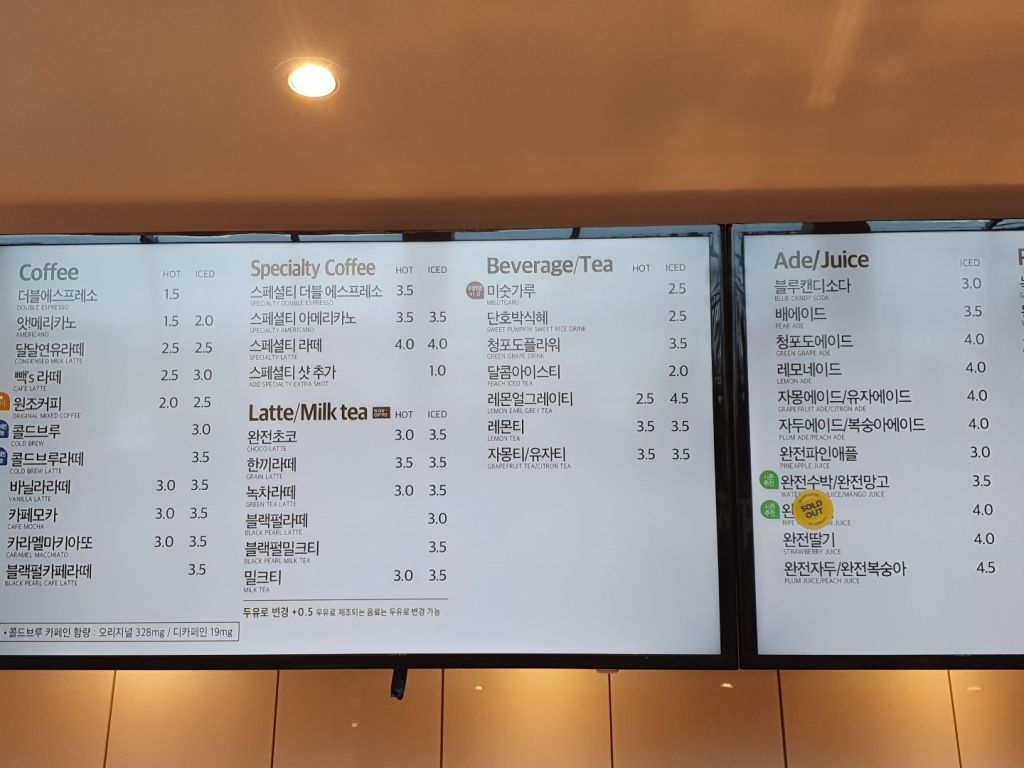 Coffee HOT ICED
더블에스프레소 1.5
DOUBLE ESPRESSO
앗!메리카노 1.5 2.0
AMERICANO
달달연유라떼 2.5 2.5
CONDENSED MILK LATTE
빽's 라떼 2.5 3.0
CAFE LATTE
원조커피 2.0 2.5
ORIGINAL MIXED COFFEE
콜드브루 3.0
COLD BREW
콜드브루라떼 3.5
COLD BREW LATTE
바닐라라떼 3.0 3.5
VANILLA LATTE
카페모카 3.0 3.5
CAFE MOCHA
카라멜마키아또 3.0 3.5
CARAMEL MACCHIATO
블랙펄카페라떼 3.5
BLACK PEARL CAFE LATTE
• 콜드브루 카페인 함량 : 오리지널 328mg / 디카페인 19mg
Specialty Coffee HOT ICED
스페셜티 더블 에스프레소 3.5
SPECIALTY DOUBLE ESPRESSO
스페셜티 아메리카노 3.5 3.5
SPECIALTY AMERICANO
스페셜티 라떼 4.0 4.0
SPECIALTY LATTE
스페셜티 샷 추가 1.0
ADD SPECIALTY EXTRA SHOT
Latte/Milk tea NON-COFFEE HOT ICED
완전초코 3.0 3.5
CHOCO LATTE
한끼라떼 3.5 3.5
GRAIN LATTE
녹차라떼 3.0 3.5
GREEN TEA LATTE
블랙펄라떼 3.0
BLACK PEARL LATTE
블랙펄밀크티 3.5
BLACK PEARL MILK TEA
밀크티 3.0 3.5
MILK TEA
두유로 변경 +0.5 우유로 제조되는 음료는 두유로 변경 가능
Beverage/Tea HOT ICED
미숫가루 2.5
MISUTGARU
단호박식혜 2.5
SWEET PUMPKIN SWEET RICE DRINK
청포도플라워 3.5
GREEN GRAPE DRINK
달콤아이스티 2.0
PEACH ICED TEA
레몬얼그레이티 2.5 4.5
LEMON EARL GREY TEA
레몬티 3.5 3.5
LEMON TEA
자몽티/유자티 3.5 3.5
GRAPEFRUIT TEA/CITRON TEA
Ade/Juice ICED
블루캔디소다 3.0
BLUE CANDY SODA
배에이드 3.5
PEAR ADE
청포도에이드 4.0
GREEN GRAPE ADE
레모네이드 4.0
LEMON ADE
자몽에이드/유자에이드 4.0
GRAPEFRUIT ADE/CITRON ADE
자두에이드/복숭아에이드 4.0
PLUM ADE/PEACH ADE
완전파인애플 3.0
PINEAPPLE JUICE
시즌추천 완전수박/완전망고 3.5
JUICE/MANGO JUICE
시즌추천 SOLD OUT 4.0
JUICE
완전딸기 4.0
STRAWBERRY JUICE
완전자두/완전복숭아 4.5
PLUM JUICE/PEACH JUICE